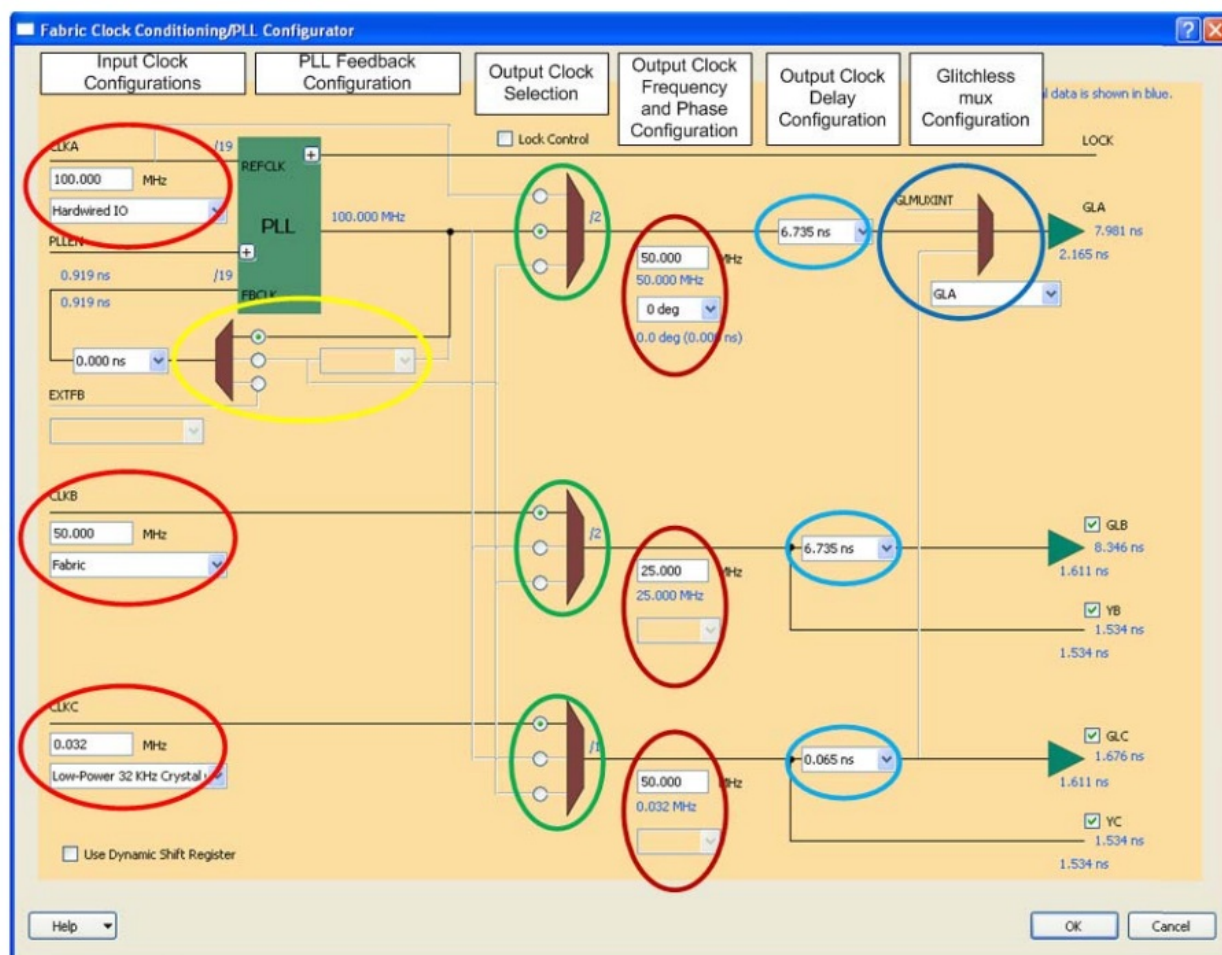 Fabric Clock Conditioning/PLL Configurator
Input Clock
Configurations
PLL Feedback
Configuration
Output Clock
Selection
Output Clock
Frequency
and Phase
Configuration
Output Clock
Delay
Configuration
Glitchless
mux
Configuration
l data is shown in blue.
Lock Control
LOCK
CLKA
/19
REFCLK
100.000 MHz
Hardwired IO
PLL
100.000 MHz
PLLEN
0.919 ns
/19
FBCLK
0.919 ns
0.000 ns
EXTFB
/2
50.000 MHz
50.000 MHz
0 deg
0.0 deg (0.000 ns)
6.735 ns
GLMUXINT
GLA
GLA
7.981 ns
2.165 ns
CLKB
50.000 MHz
Fabric
/2
25.000 MHz
25.000 MHz
6.735 ns
GLB
8.346 ns
1.611 ns
YB
1.534 ns
1.534 ns
CLKC
0.032 MHz
Low-Power 32 KHz Crystal
/1
50.000 MHz
0.032 MHz
0.065 ns
GLC
1.676 ns
1.611 ns
YC
1.534 ns
1.534 ns
Use Dynamic Shift Register
Help
OK
Cancel